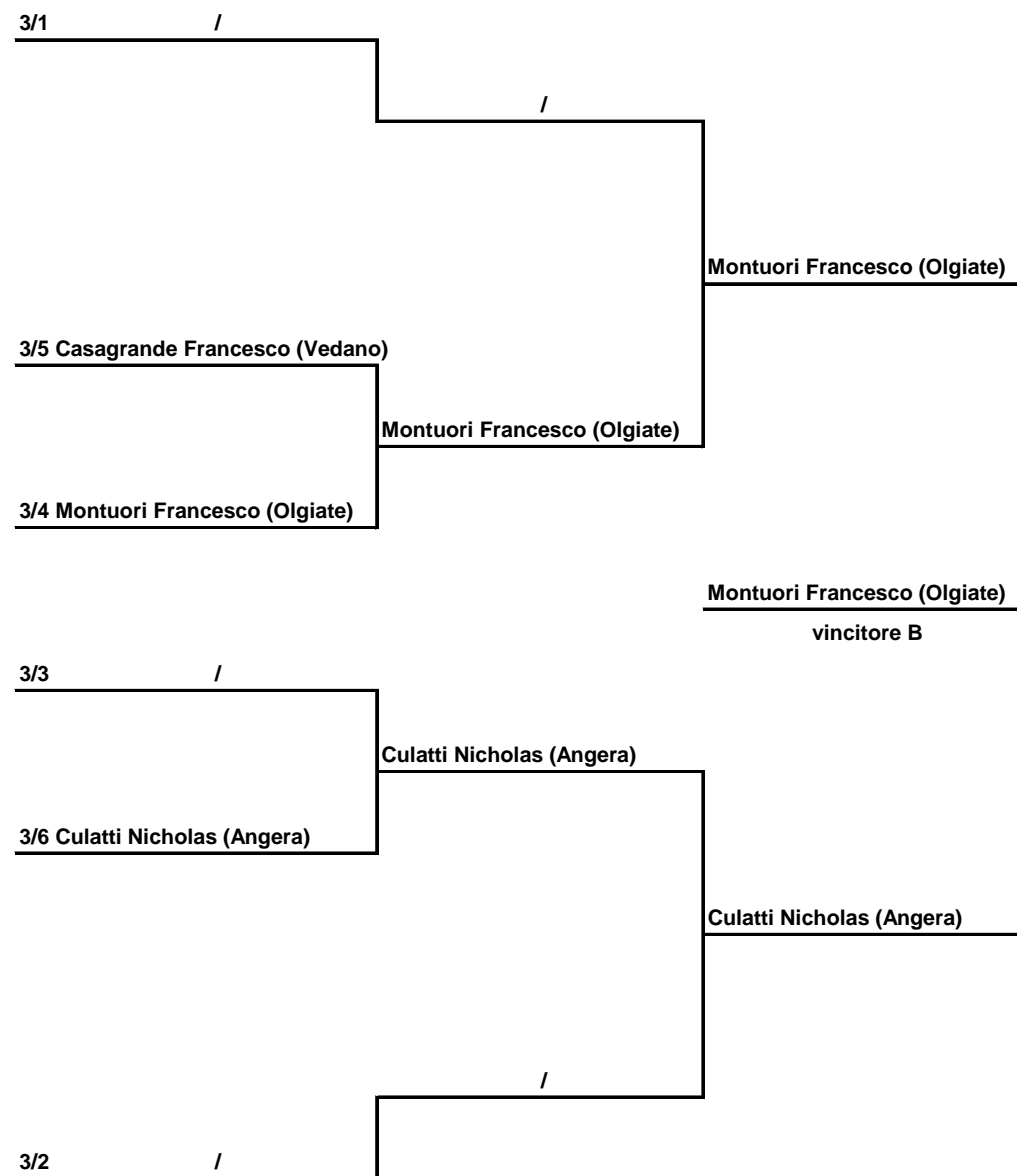 3/1 /
/
Montuori Francesco (Olgiate)
3/5 Casagrande Francesco (Vedano)
Montuori Francesco (Olgiate)
3/4 Montuori Francesco (Olgiate)
Montuori Francesco (Olgiate)
vincitore B
3/3 /
Culatti Nicholas (Angera)
3/6 Culatti Nicholas (Angera)
Culatti Nicholas (Angera)
/
3/2 /